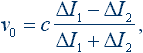 v₀ = c (ΔI₁ − ΔI₂) / (ΔI₁ + ΔI₂) ,